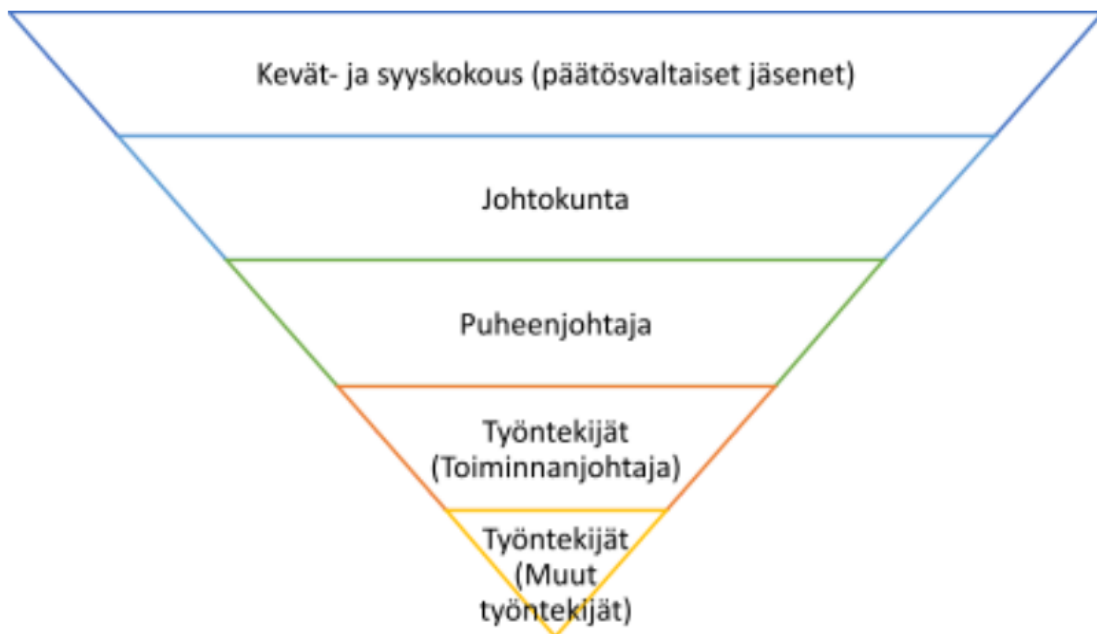 Kevät- ja syyskokous (päätösvaltaiset jäsenet)
Johtokunta
Puheenjohtaja
Työntekijät
(Toiminnanjohtaja)
Työntekijät
(Muut
työntekijät)